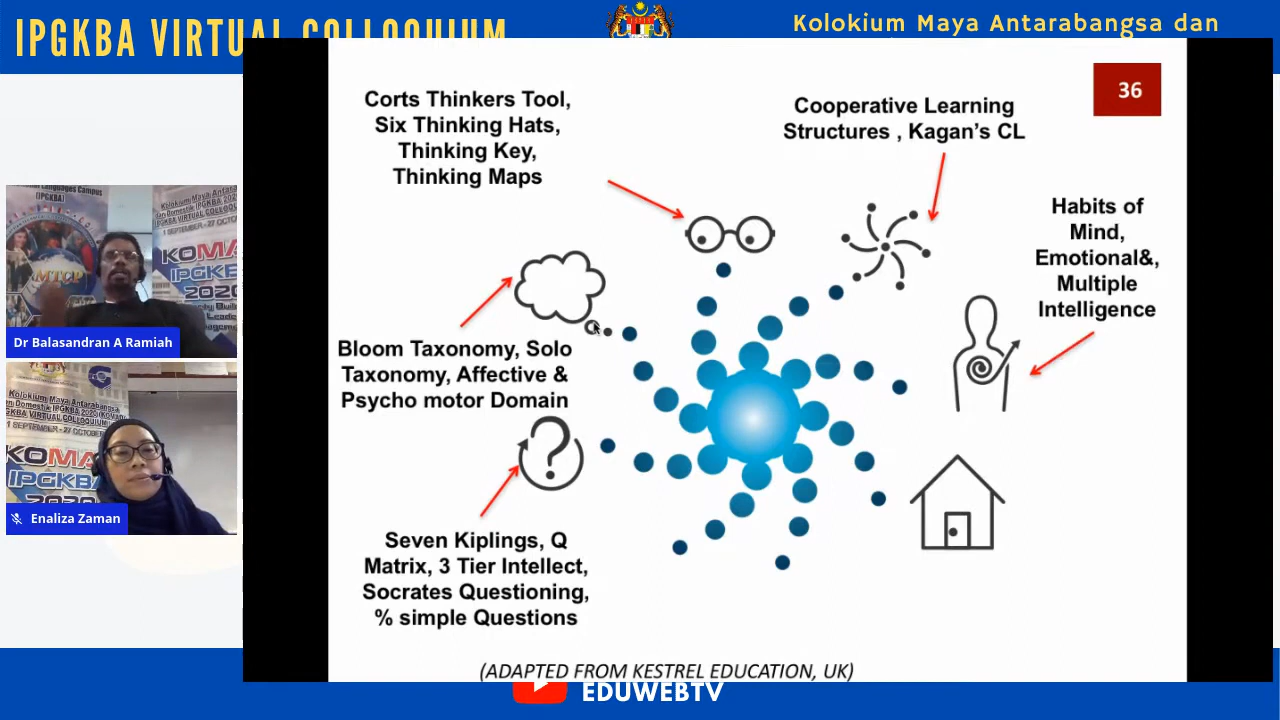 IPGKBA VIRTUAL COLLOQUIUM
Kolokium Maya Antarabangsa dan
36
Corts Thinkers Tool,
Six Thinking Hats,
Thinking Key,
Thinking Maps
Cooperative Learning
Structures , Kagan's CL
Habits of
Mind,
Emotional&,
Multiple
Intelligence
Bloom Taxonomy, Solo
Taxonomy, Affective &
Psycho motor Domain
?
Seven Kiplings, Q
Matrix, 3 Tier Intellect,
Socrates Questioning,
% simple Questions
(ADAPTED FROM KESTREL EDUCATION, UK)
Dr Balasandran A Ramiah
Enaliza Zaman
EDUWEBTV